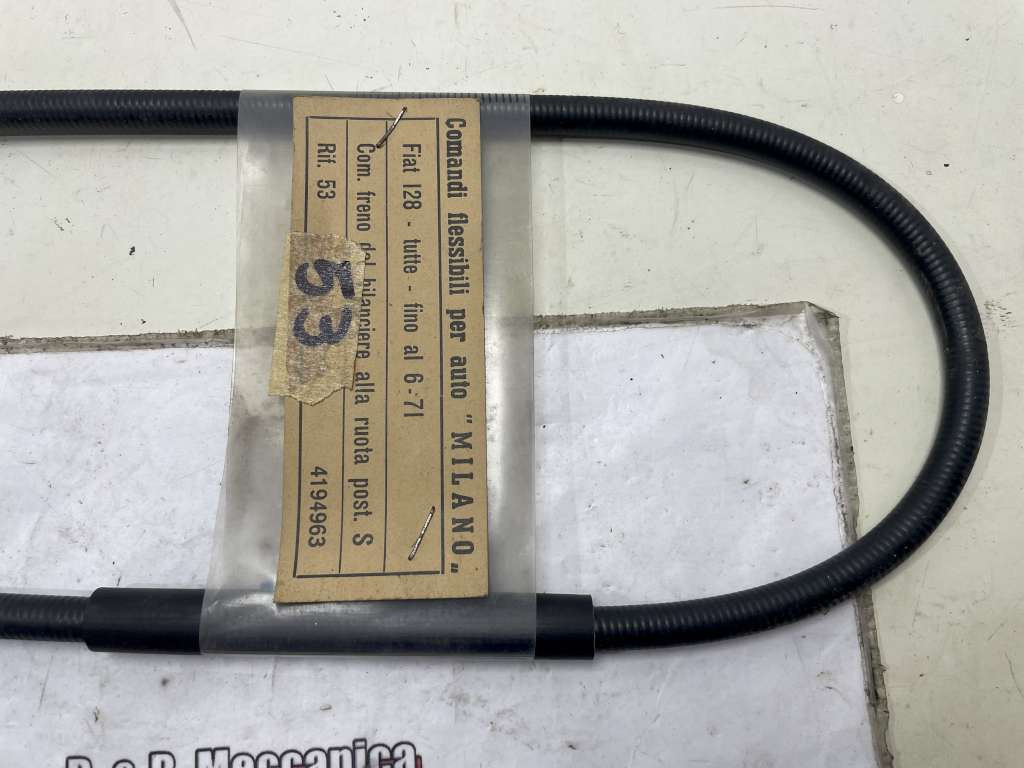 Comandi flessibili per auto "MILANO„
Fiat 128 - tutte - fino al 6-71
Com. freno dal bilanciere alla ruota post. S
Rif. 53 4194963
53
Meccanica